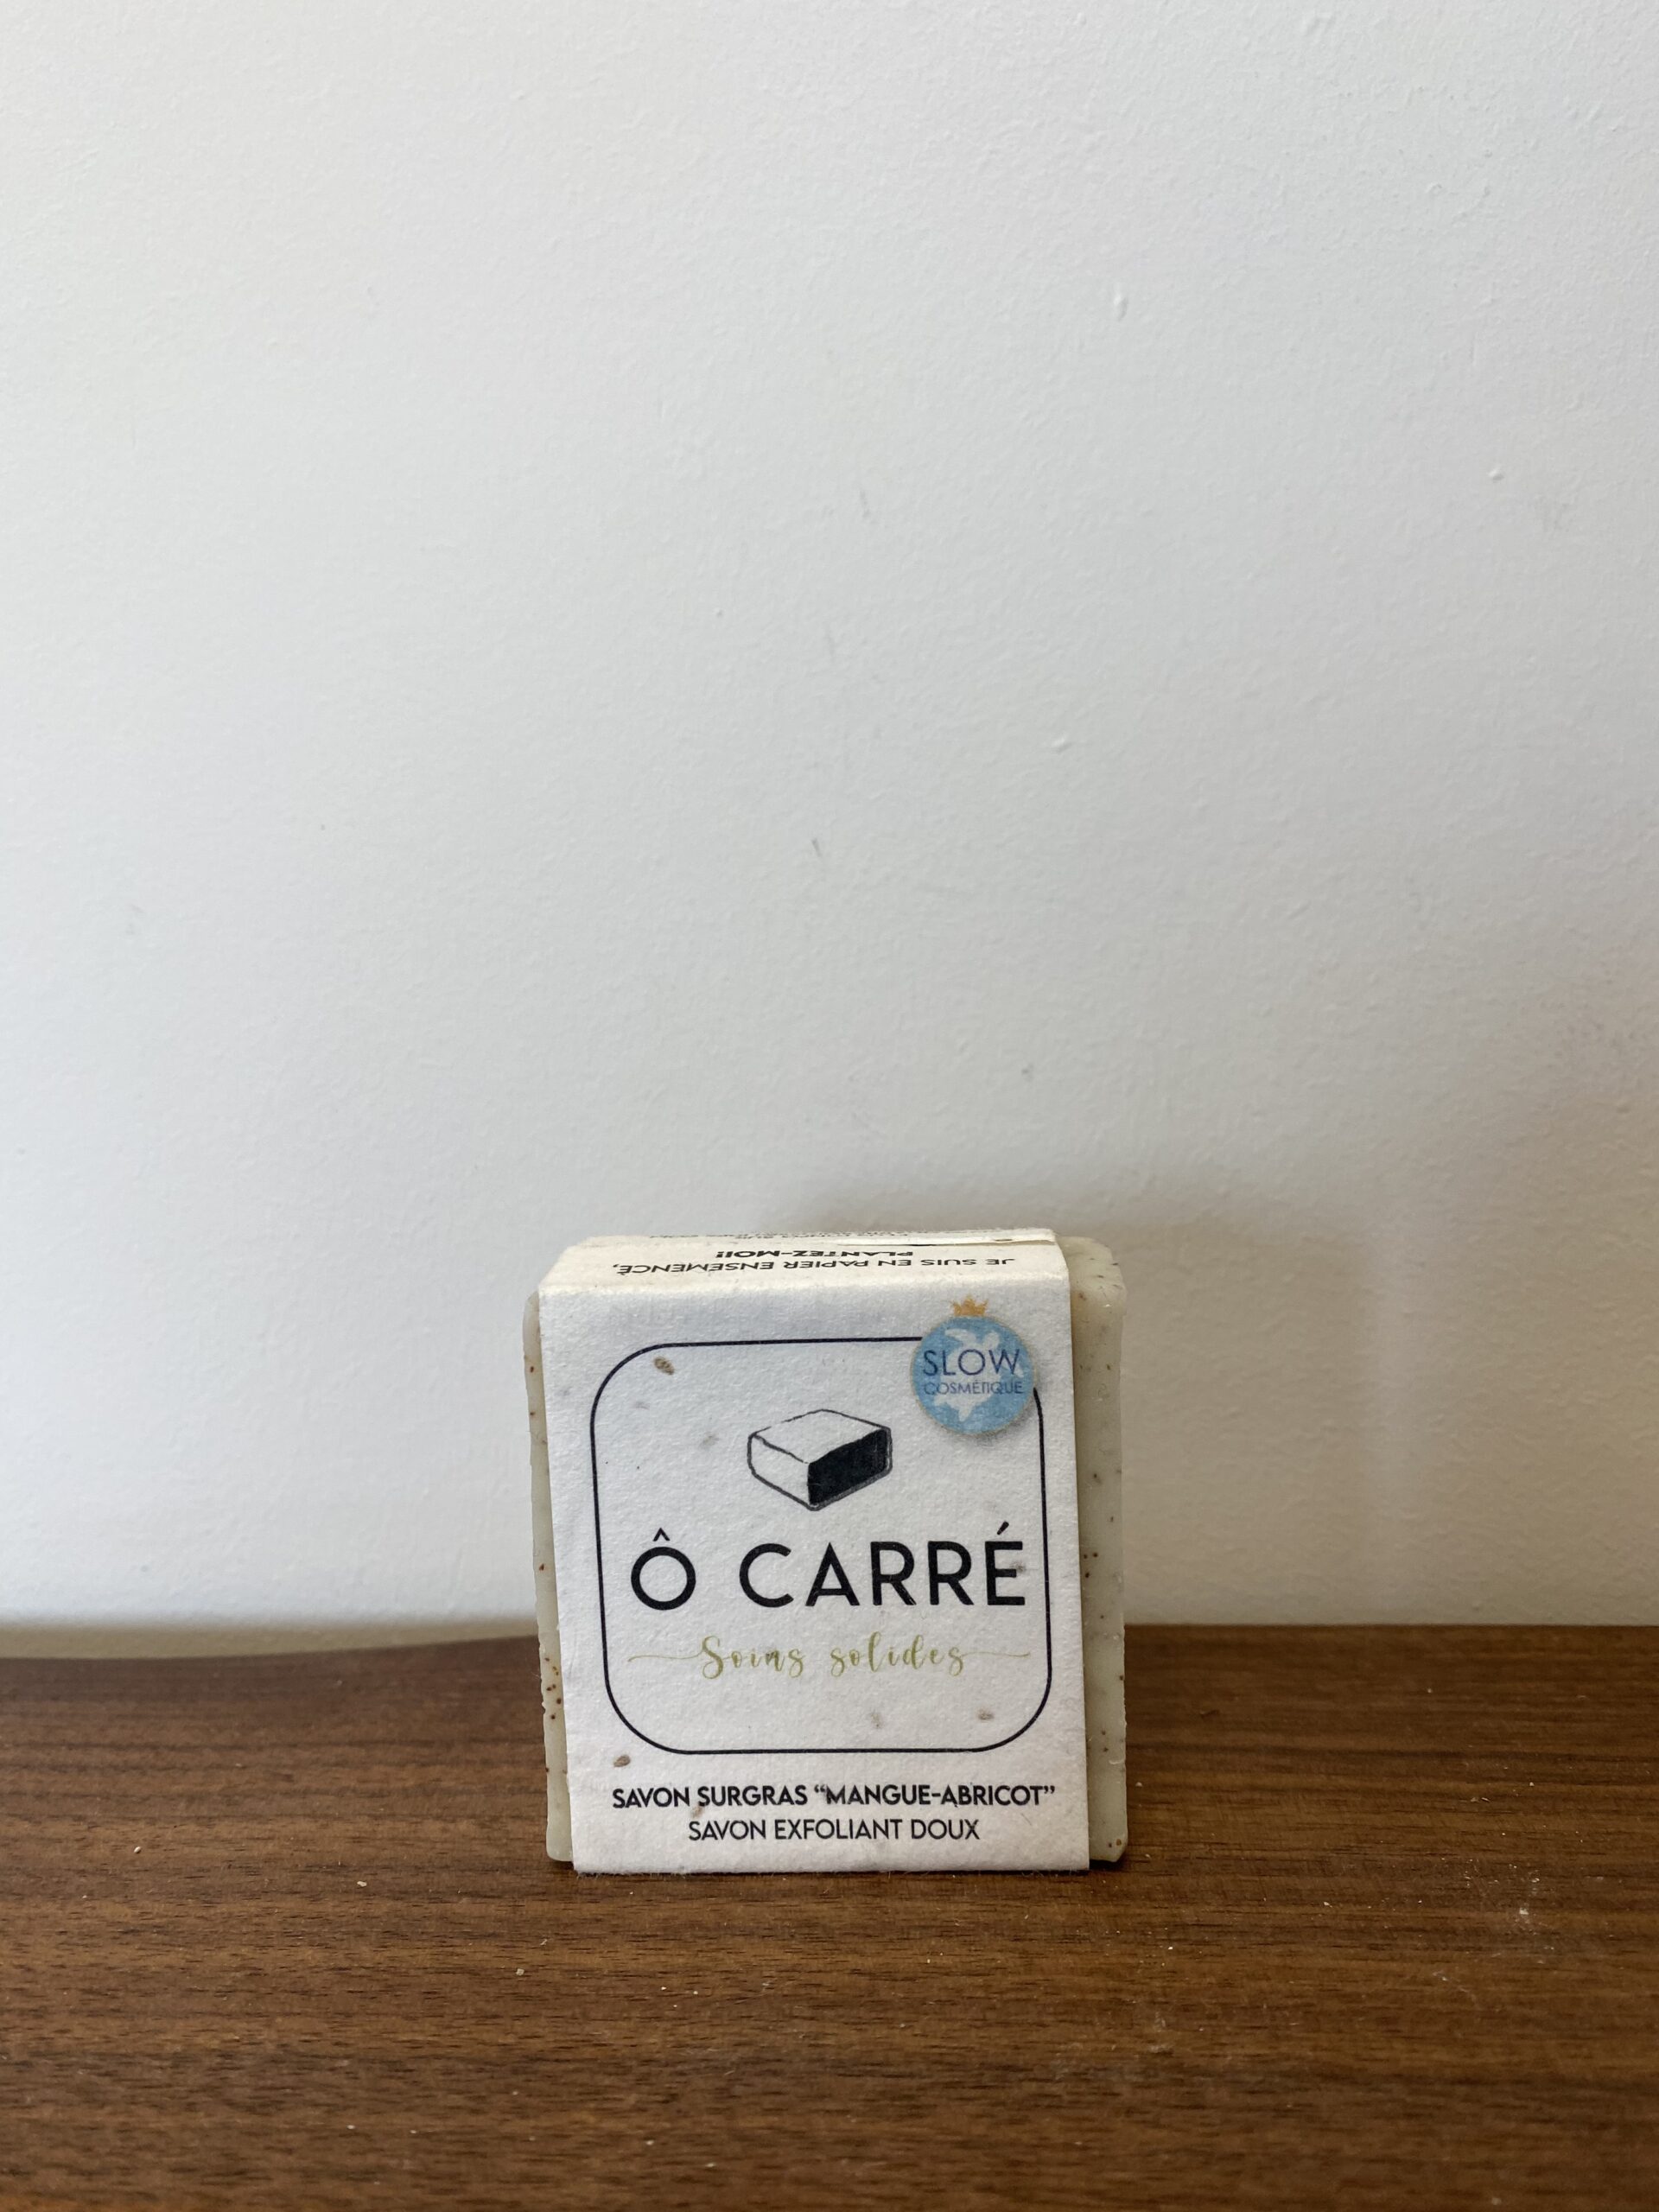 JE SUIS EN PAPIER ENSEMENCÉ,
PLANTEZ-MOI!
SLOW
COSMÉTIQUE
Ô CARRÉ
Soins solides
SAVON SURGRAS “MANGUE-ABRICOT”
SAVON EXFOLIANT DOUX